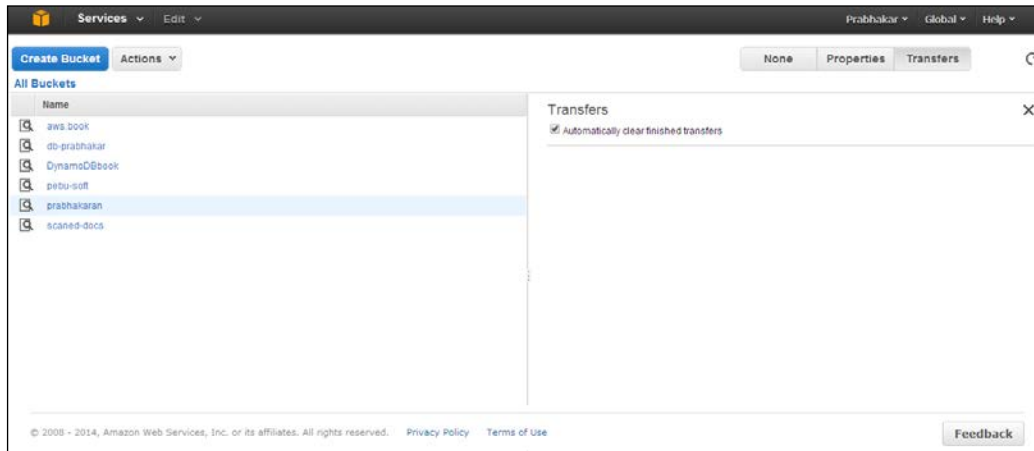 Services Edit Prabhakar Global Help
Create Bucket Actions None Properties Transfers
All Buckets
Name
aws.book
db-prabhakar
DynamoDBbook
pebu-soft
prabhakaran
scaned-docs
Transfers
Automatically clear finished transfers
© 2008 - 2014, Amazon Web Services, Inc. or its affiliates. All rights reserved. Privacy Policy Terms of Use
Feedback